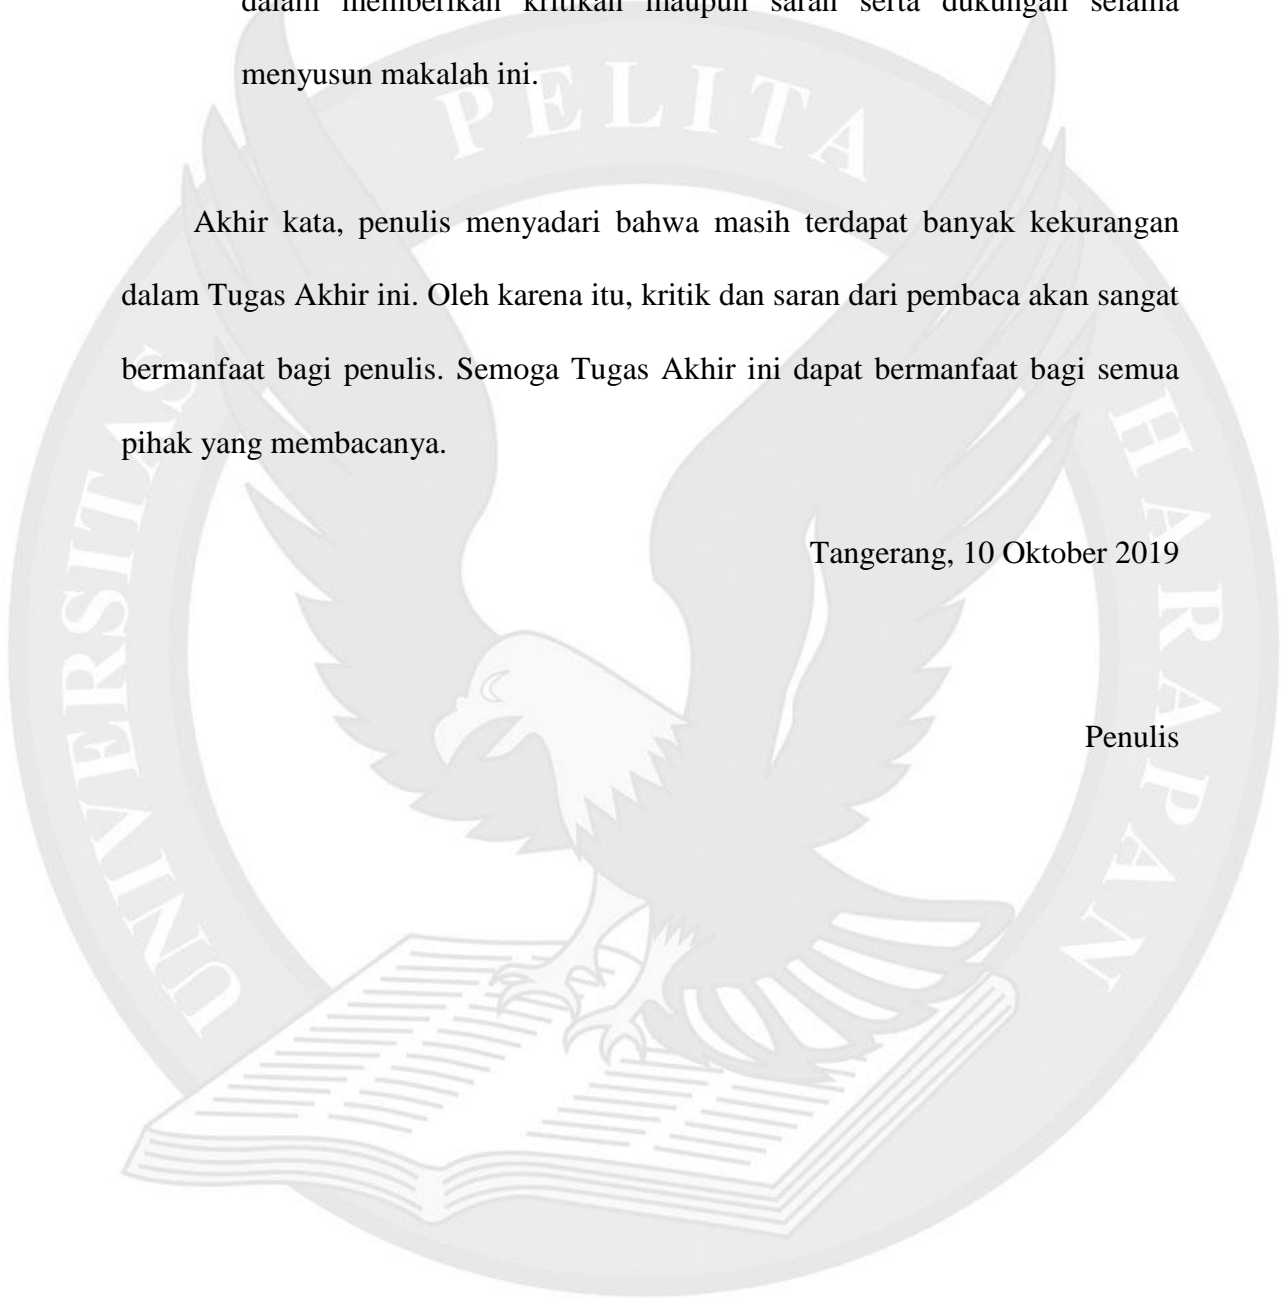 dalam memberikan kritikan maupun saran serta dukungan selama
menyusun makalah ini.
Akhir kata, penulis menyadari bahwa masih terdapat banyak kekurangan
dalam Tugas Akhir ini. Oleh karena itu, kritik dan saran dari pembaca akan sangat
bermanfaat bagi penulis. Semoga Tugas Akhir ini dapat bermanfaat bagi semua
pihak yang membacanya.
Tangerang, 10 Oktober 2019
Penulis
UNIVERSITAS
PELITA
HARAPAN